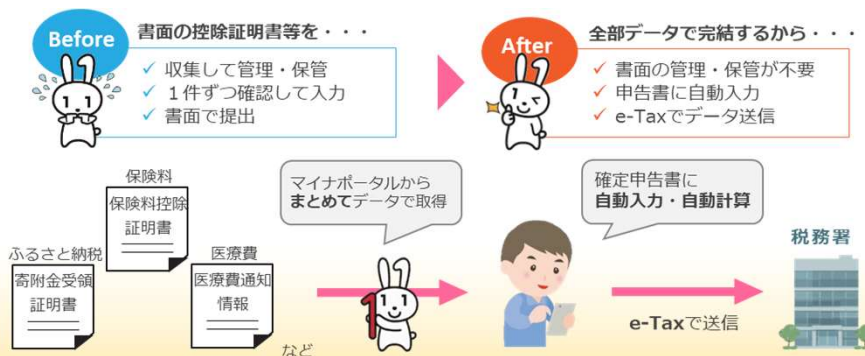 Before
書面の控除証明書等を・・・
✓ 収集して管理・保管
✓ 1件ずつ確認して入力
✓ 書面で提出
After
全部データで完結するから・・・
✓ 書面の管理・保管が不要
✓ 申告書に自動入力
✓ e-Taxでデータ送信
保険料
保険料控除
証明書
ふるさと納税
寄附金受領
証明書
医療費
医療費通知
情報
など
マイナポータルから
まとめてデータで取得
1
確定申告書に
自動入力・自動計算
e-Taxで送信
税務署